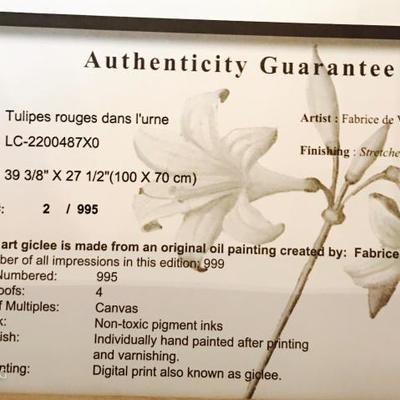 Authenticity Guarantee
Tulipes rouges dans l'urne
Artist : Fabrice de
LC-2200487X0
Finishing : Stretche
39 3/8" X 27 1/2"(100 X 70 cm)
: 2 / 995
art giclee is made from an original oil painting created by: Fabrice
ber of all impressions in this edition: 999
Numbered: 995
oofs: 4
f Multiples: Canvas
k: Non-toxic pigment inks
ish: Individually hand painted after printing
and varnishing.
nting: Digital print also known as giclee.